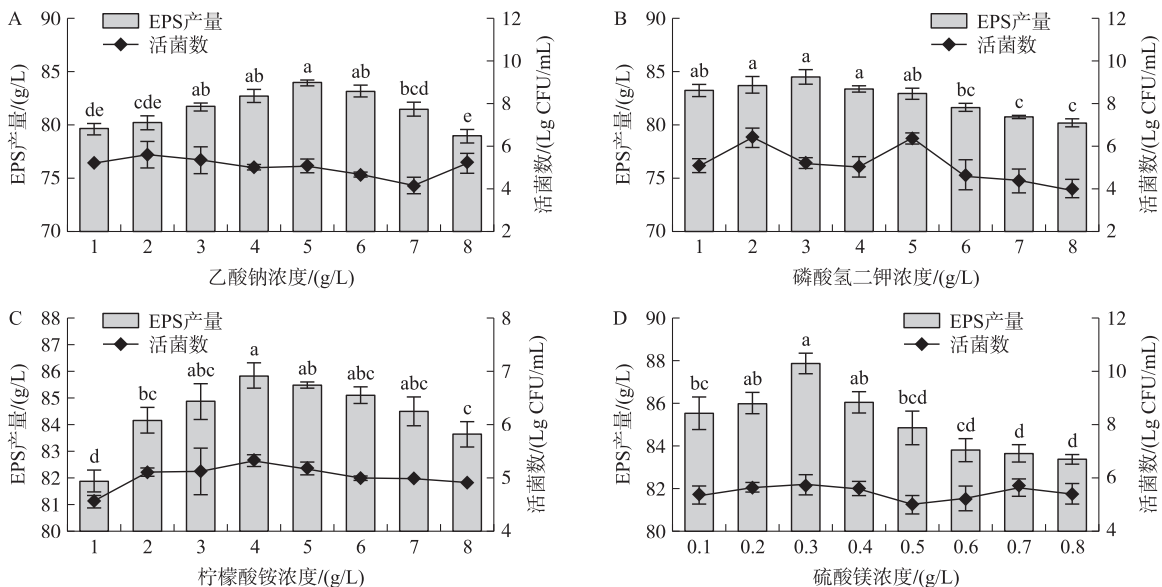 A
EPS产量
活菌数
EPS产量/(g/L)
90
85
80
75
70
de cde ab ab a ab bcd e
12
10
8
6
4
2
活菌数/(Lg CFU/mL)
1 2 3 4 5 6 7 8
乙酸钠浓度/(g/L)
B
EPS产量
活菌数
EPS产量/(g/L)
90
85
80
75
70
ab a a a ab bc c c
12
10
8
6
4
2
活菌数/(Lg CFU/mL)
1 2 3 4 5 6 7 8
磷酸氢二钾浓度/(g/L)
C
EPS产量
活菌数
EPS产量/(g/L)
88
87
86
85
84
83
82
81
80
d bc abc a ab abc abc c
8
7
6
5
4
活菌数/(Lg CFU/mL)
1 2 3 4 5 6 7 8
柠檬酸铵浓度/(g/L)
D
EPS产量
活菌数
EPS产量/(g/L)
90
88
86
84
82
80
bc ab a ab bcd cd d d
12
10
8
6
4
活菌数/(Lg CFU/mL)
0.1 0.2 0.3 0.4 0.5 0.6 0.7 0.8
硫酸镁浓度/(g/L)